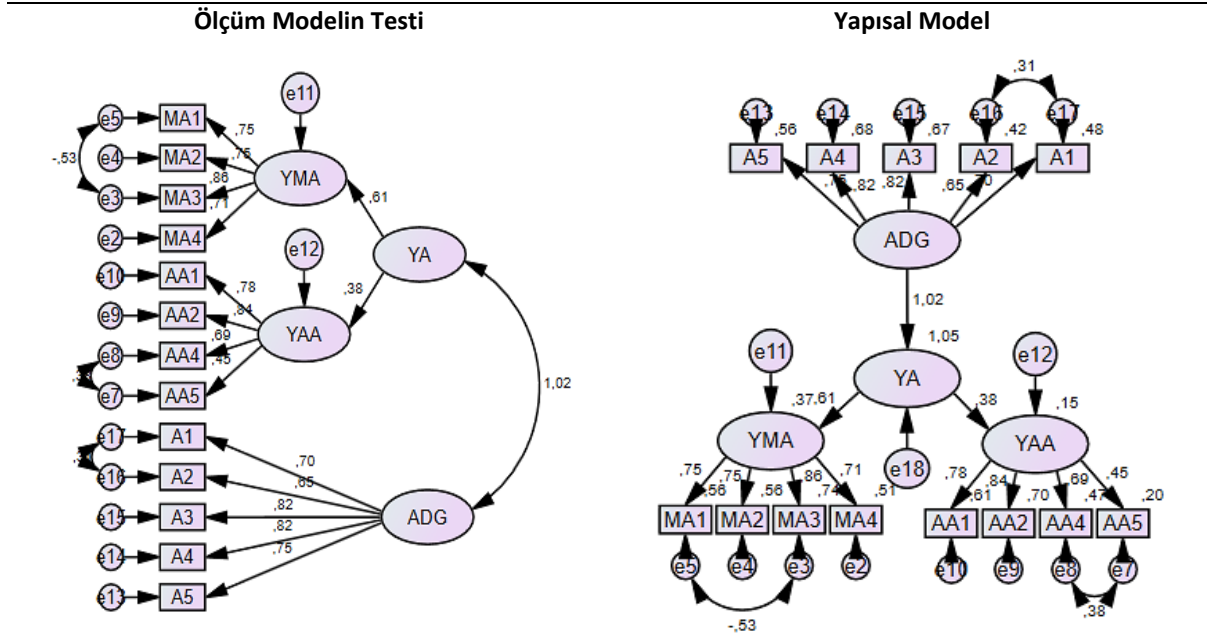 Ölçüm Modelin Testi
Yapısal Model
e11
e5 MA1 ,75
e4 MA2 ,75
-,53
e3 MA3 ,86
e2 MA4 ,71
YMA
,61
YA
e12
e10 AA1 ,78
e9 AA2 ,84
e8 AA4 ,69
e7 AA5 ,45
YAA
,38
1,02
e17 A1 ,70
e16 A2 ,65
e15 A3 ,82
e14 A4 ,82
e13 A5 ,75
ADG
,31
e13 e14 e15 e16 e17
,56 ,68 ,67 ,42 ,48
A5 A4 A3 A2 A1
,75 ,82 ,82 ,65 ,70
ADG
1,02
1,05
e11 YA e12
,37 ,61 ,38 ,15
YMA e18 YAA
,75 ,75 ,86 ,71 ,78 ,84 ,69 ,45
,56 ,56 ,74 ,51 ,61 ,70 ,47 ,20
MA1 MA2 MA3 MA4 AA1 AA2 AA4 AA5
e5 e4 e3 e2 e10 e9 e8 e7
-,53 ,38